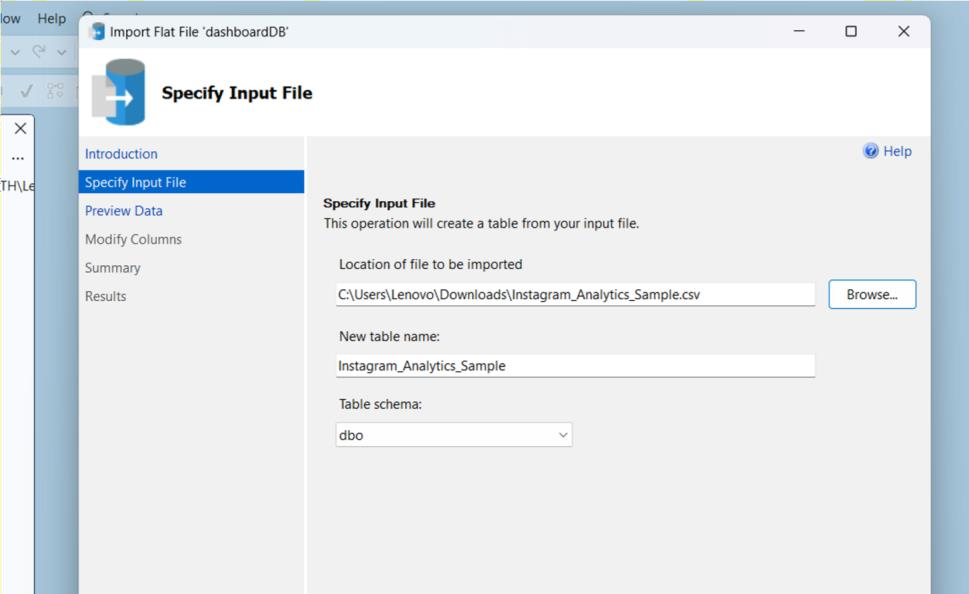 Help
Import Flat File 'dashboardDB'
Specify Input File
...
TH\Le
Introduction
Specify Input File
Preview Data
Modify Columns
Summary
Results
Help
Specify Input File
This operation will create a table from your input file.
Location of file to be imported
C:\Users\Lenovo\Downloads\Instagram_Analytics_Sample.csv
Browse...
New table name:
Instagram_Analytics_Sample
Table schema:
dbo